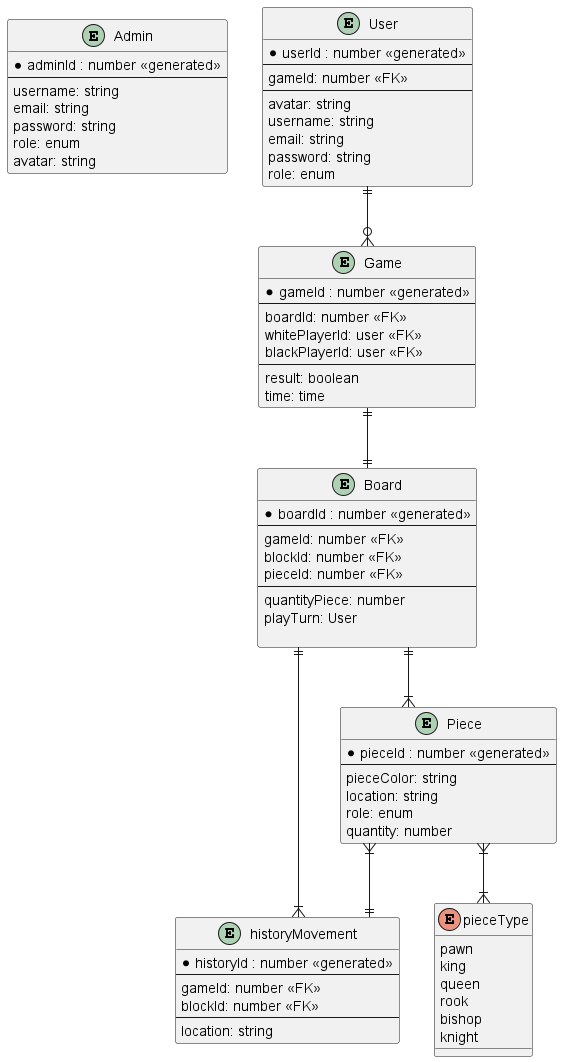 E Admin
adminId : number «generated»
username: string
email: string
password: string
role: enum
avatar: string
E User
userId : number «generated»
gameId: number «FK»
avatar: string
username: string
email: string
password: string
role: enum
E Game
gameId : number «generated»
boardId: number «FK»
whitePlayerId: user «FK»
blackPlayerId: user «FK»
result: boolean
time: time
E Board
boardId : number «generated»
gameId: number «FK»
blockId: number «FK»
pieceId: number «FK»
quantityPiece: number
playTurn: User
E Piece
pieceId : number «generated»
pieceColor: string
location: string
role: enum
quantity: number
E historyMovement
historyId : number «generated»
gameId: number «FK»
blockId: number «FK»
location: string
E pieceType
pawn
king
queen
rook
bishop
knight